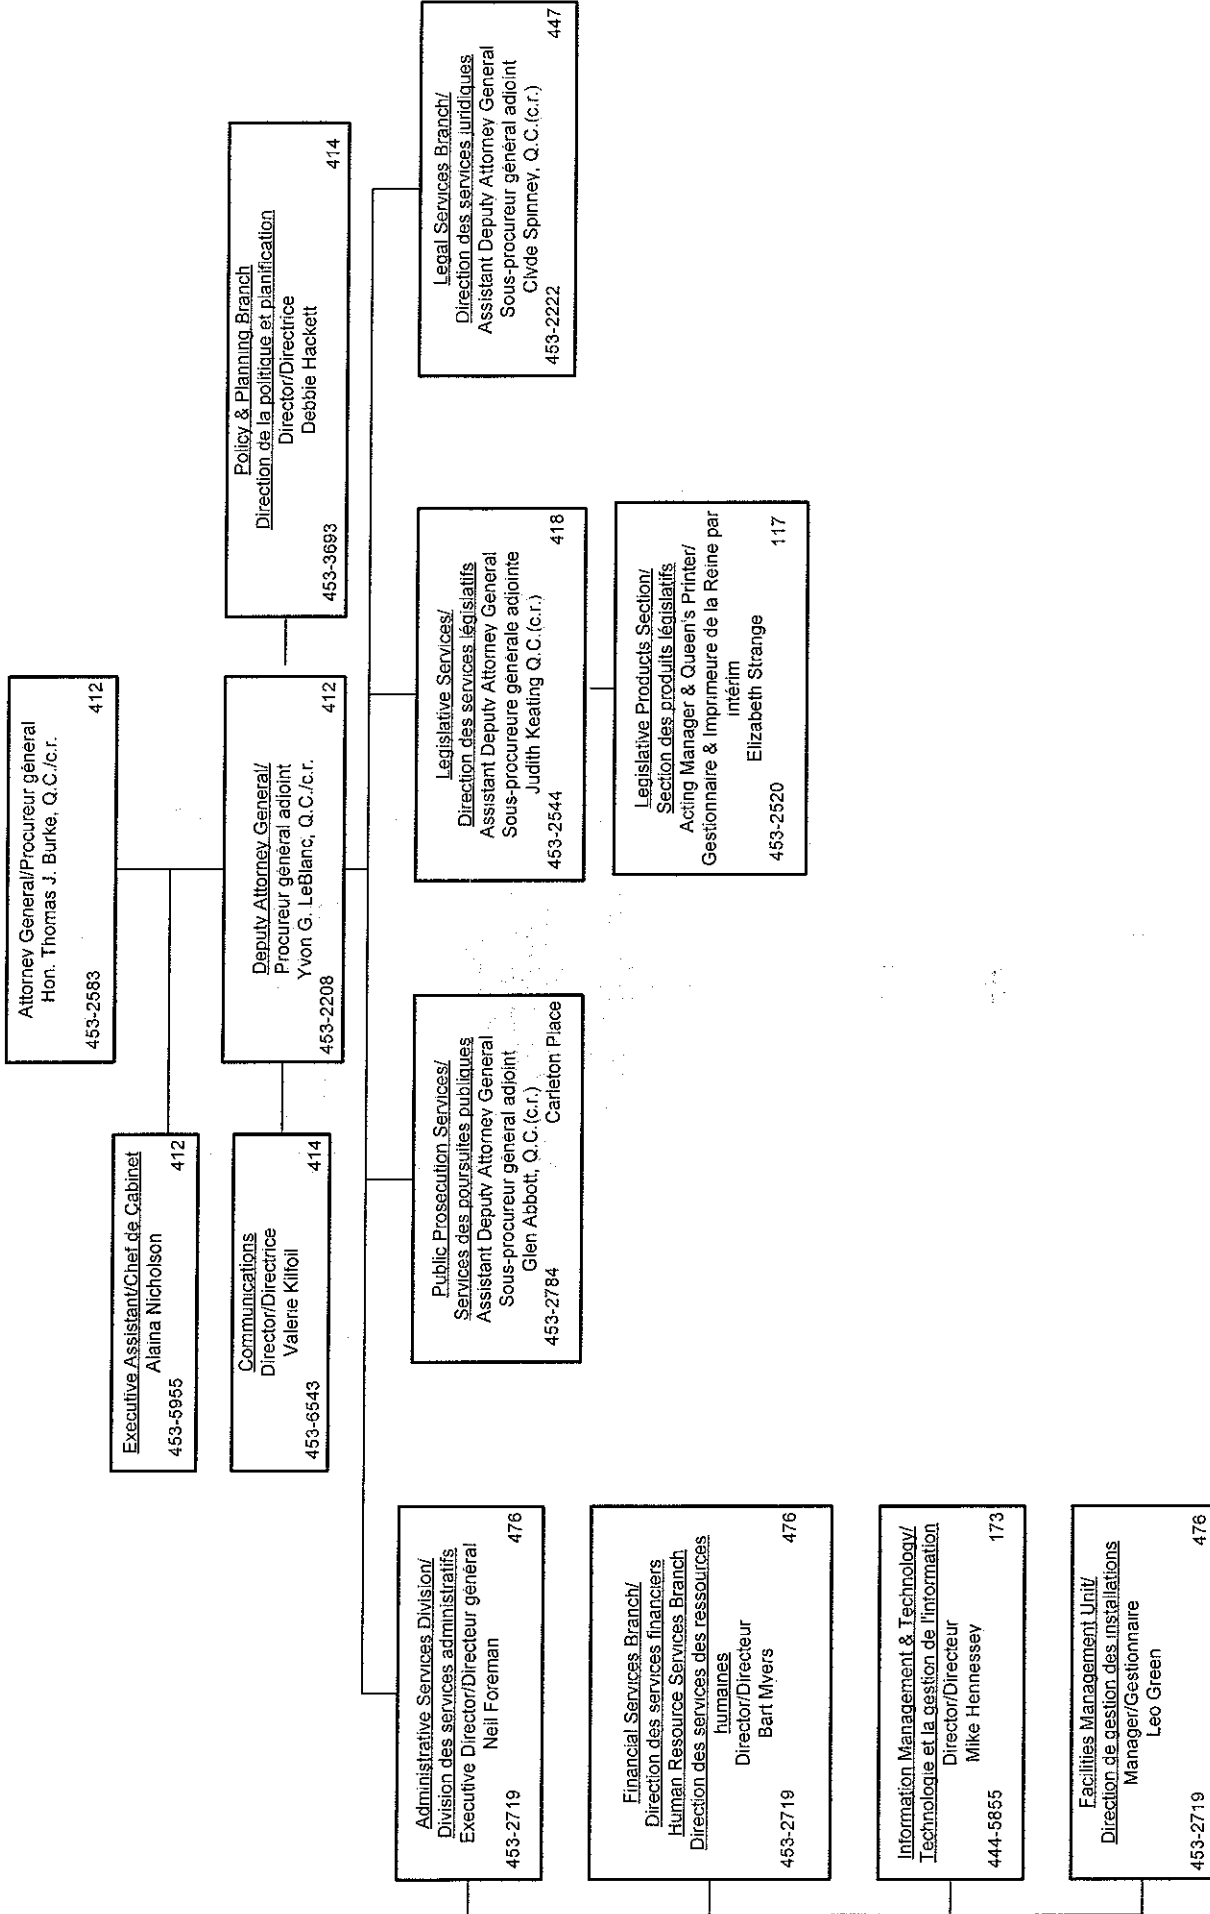 Attorney General/Procureur général
Hon. Thomas J. Burke, Q.C./c.r.
453-2583 412
Executive Assistant/Chef de Cabinet
Alaina Nicholson
453-5955 412
Deputy Attorney General/
Procureur général adjoint
Yvon G. LeBlanc, Q.C./c.r.
453-2208 412
Communications
Director/Directrice
Valerie Kilfoil
453-6543 414
Policy & Planning Branch
Direction de la politique et planification
Director/Directrice
Debbie Hackett
453-3693 414
Administrative Services Division/
Division des services administratifs
Executive Director/Directeur général
Neil Foreman
453-2719 476
Public Prosecution Services/
Services des poursuites publiques
Assistant Deputy Attorney General
Sous-procureur général adjoint
Glen Abbott, Q.C.(c.r.)
453-2784 Carleton Place
Legislative Services/
Direction des services législatifs
Assistant Deputy Attorney General
Sous-procureure générale adjointe
Judith Keating Q.C.(c.r.)
453-2544 418
Legal Services Branch/
Direction des services juridiques
Assistant Deputy Attorney General
Sous-procureur général adjoint
Clyde Spinney, Q.C.(c.r.)
453-2222 447
Financial Services Branch/
Direction des services financiers
Human Resource Services Branch
Direction des services des ressources
humaines
Director/Directeur
Bart Myers
453-2719 476
Legislative Products Section/
Section des produits législatifs
Acting Manager & Queen's Printer/
Gestionnaire & Imprimeure de la Reine par
intérim
Elizabeth Strange
453-2520 117
Information Management & Technology/
Technologie et la gestion de l'information
Director/Directeur
Mike Hennessey
444-5855 173
Facilities Management Unit/
Direction de gestion des installations
Manager/Gestionnaire
Leo Green
453-2719 476